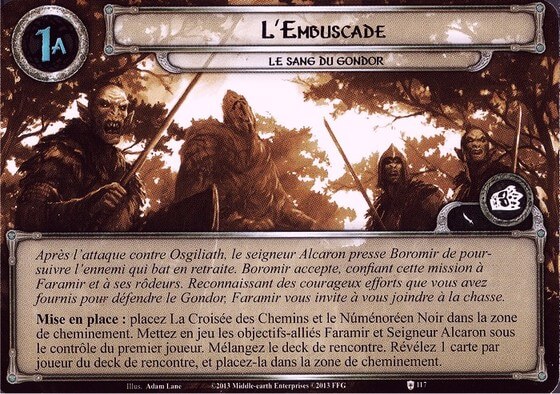 1A
L'Embuscade
Le Sang du Gondor
Après l'attaque contre Osgiliath, le seigneur Alcaron presse Boromir de pour-
suivre l'ennemi qui bat en retraite. Boromir accepte, confiant cette mission à
Faramir et à ses rôdeurs. Reconnaissant des courageux efforts que vous avez
fournis pour défendre le Gondor, Faramir vous invite à vous joindre à la chasse.
Mise en place : placez La Croisée des Chemins et le Núménoréen Noir dans la zone
de cheminement. Mettez en jeu les objectifs-alliés Faramir et Seigneur Alcaron sous
le contrôle du premier joueur. Mélangez le deck de rencontre. Révélez 1 carte par
joueur du deck de rencontre, et placez-la dans la zone de cheminement.
Illus. Adam Lane ©2013 Middle-earth Enterprises ©2013 FFG 117